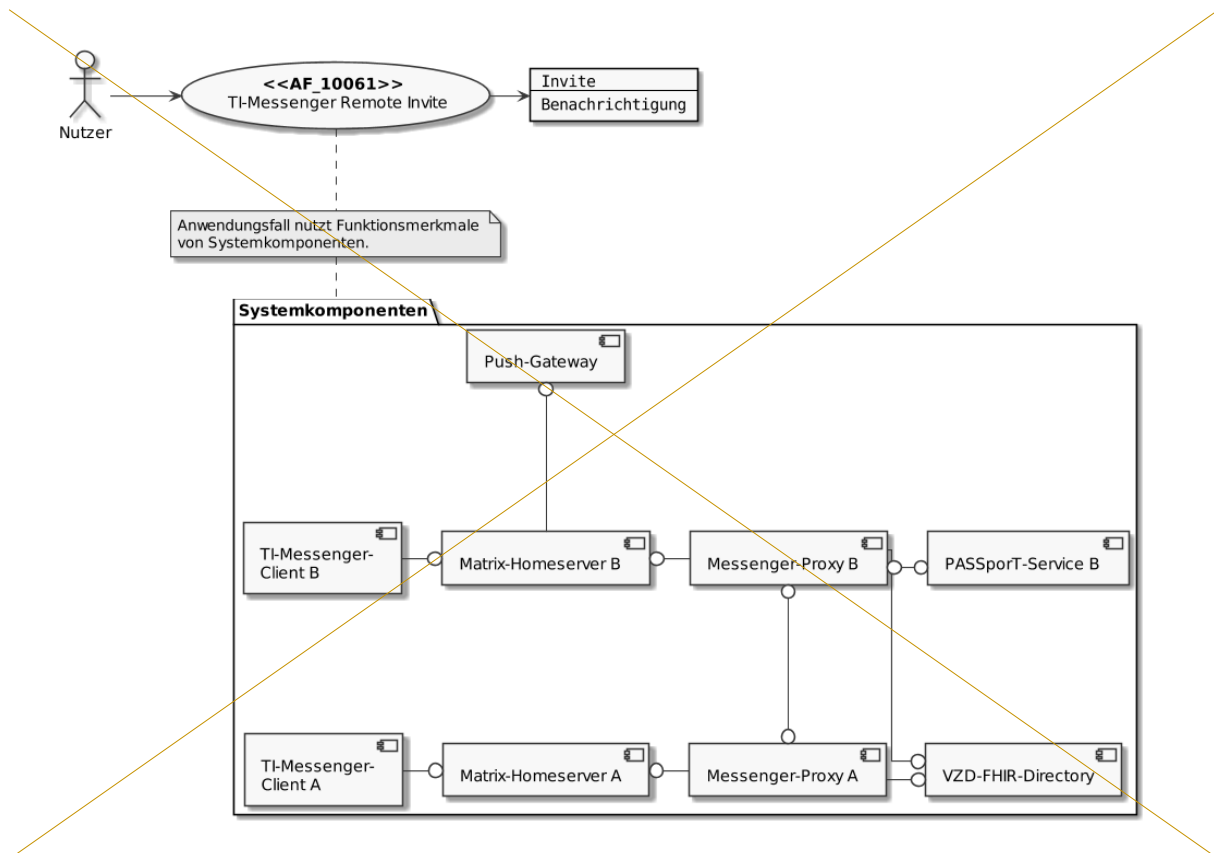 <<AF_10061>>
TI-Messenger Remote Invite
Invite
Benachrichtigung
Nutzer
Anwendungsfall nutzt Funktionsmerkmale
von Systemkomponenten.
Systemkomponenten
Push-Gateway
TI-Messenger-
Client B
Matrix-Homeserver B
Messenger-Proxy B
PASSporT-Service B
TI-Messenger-
Client A
Matrix-Homeserver A
Messenger-Proxy A
VZD-FHIR-Directory